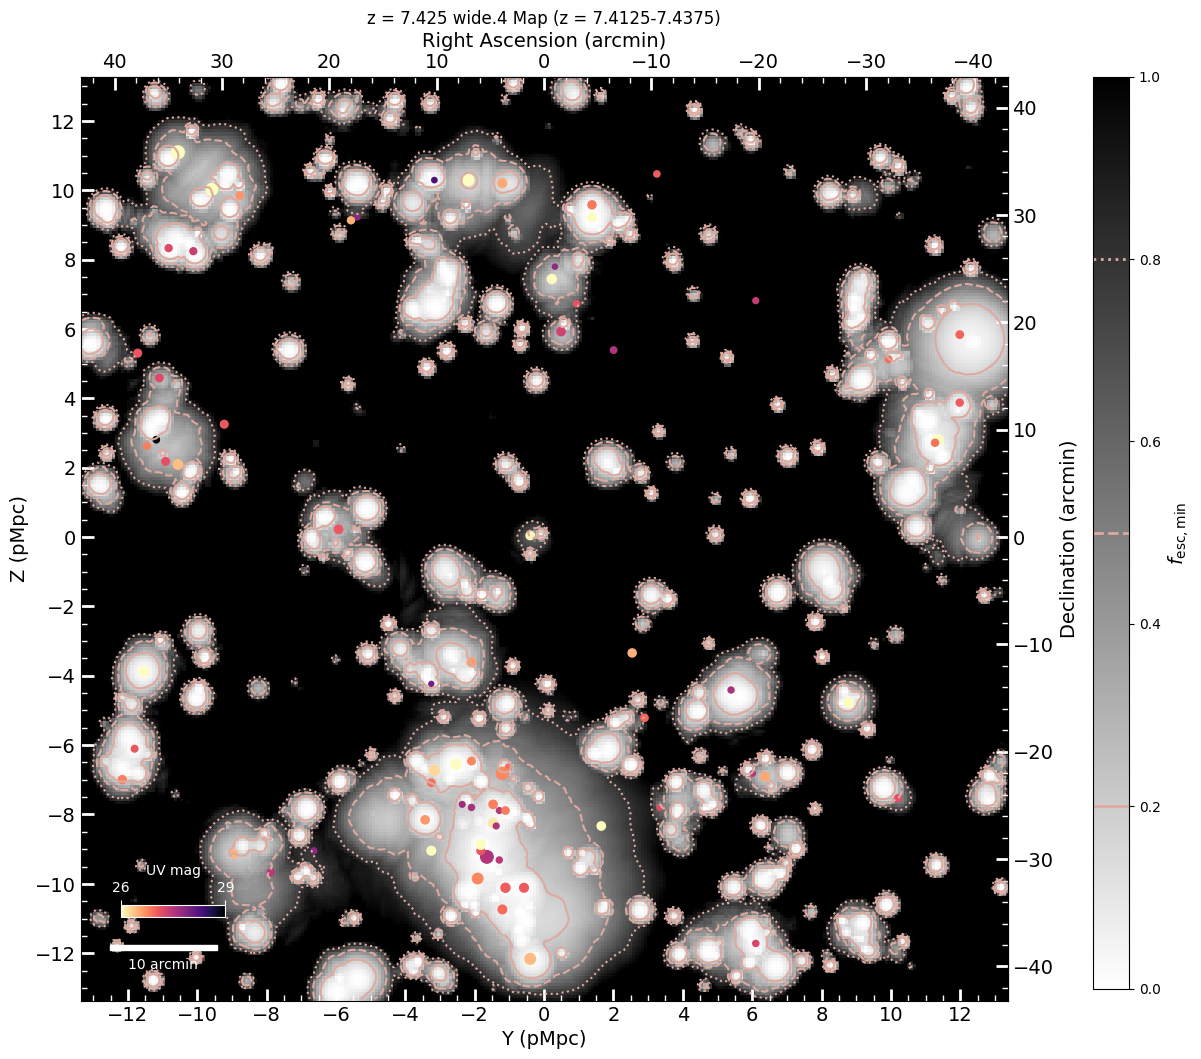 z = 7.425 wide.4 Map (z = 7.4125-7.4375)
Right Ascension (arcmin)
40 30 20 10 0 −10 −20 −30 −40
12 10 8 6 4 2 0 −2 −4 −6 −8 −10 −12
Z (pMpc)
40 30 20 10 0 −10 −20 −30 −40
Declination (arcmin)
1.0
0.8
0.6
0.4
0.2
0.0
fesc,min
UV mag
26 29
10 arcmin
−12 −10 −8 −6 −4 −2 0 2 4 6 8 10 12
Y (pMpc)